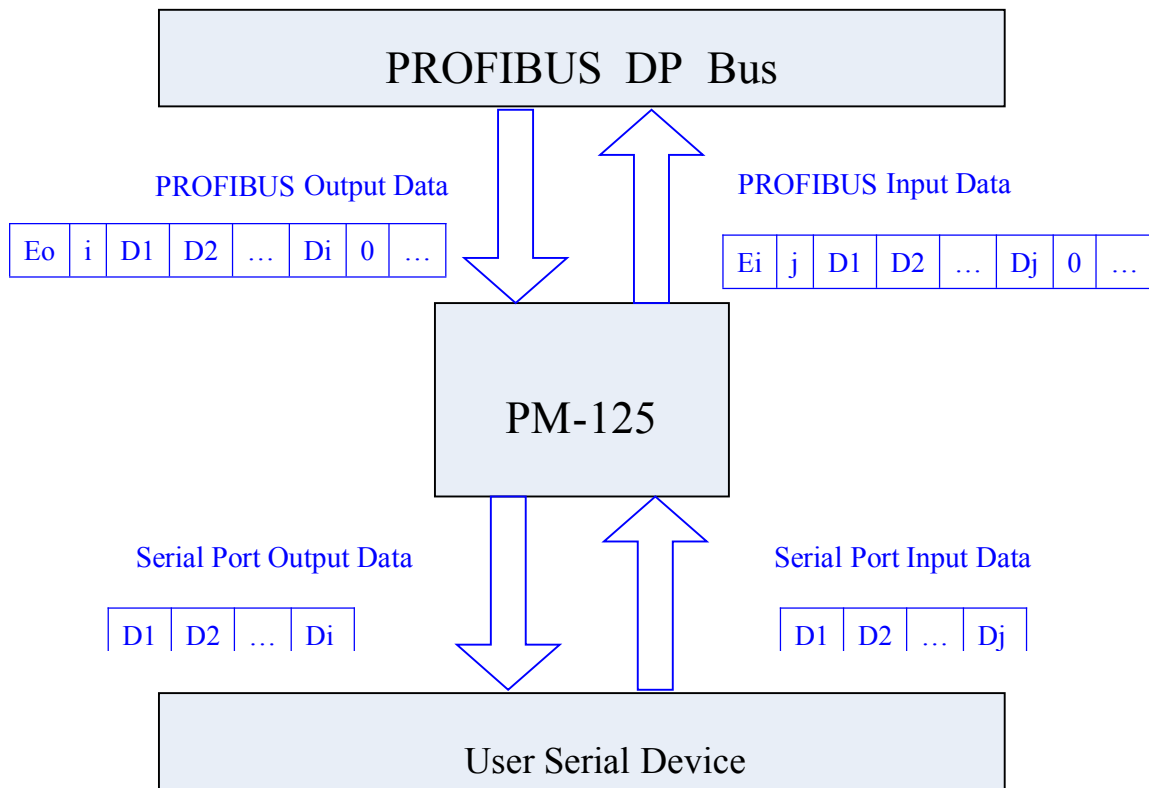 PROFIBUS DP Bus
PROFIBUS Output Data
PROFIBUS Input Data
Eo i D1 D2 … Di 0 …
Ei j D1 D2 … Dj 0 …
PM-125
Serial Port Output Data
Serial Port Input Data
D1 D2 … Di
D1 D2 … Dj
User Serial Device